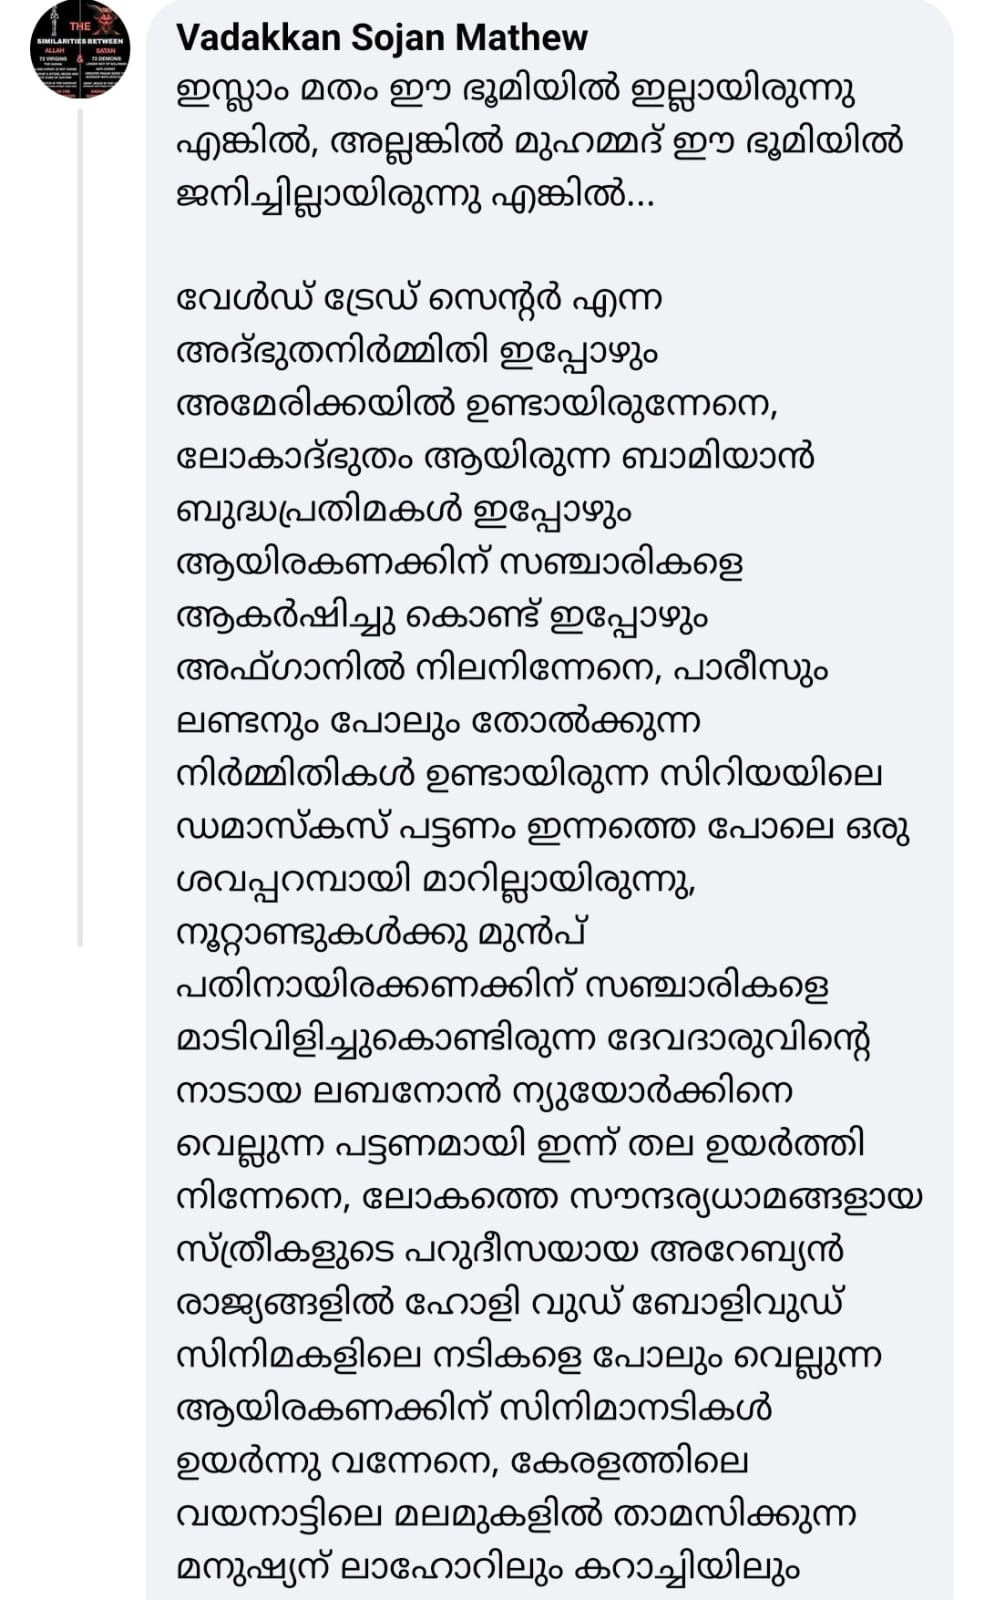 THE
SIMILARITIES BETWEEN
ALLAH & SATAN
72 VIRGINS 72 DEMONS
Vadakkan Sojan Mathew
ഇസ്ലാം മതം ഈ ഭൂമിയിൽ ഇല്ലായിരുന്നു
എങ്കിൽ, അല്ലങ്കിൽ മുഹമ്മദ് ഈ ഭൂമിയിൽ
ജനിച്ചില്ലായിരുന്നു എങ്കിൽ...
വേൾഡ് ട്രേഡ് സെന്റർ എന്ന
അദ്ഭുതനിർമ്മിതി ഇപ്പോഴും
അമേരിക്കയിൽ ഉണ്ടായിരുന്നേനെ,
ലോകാദ്ഭുതം ആയിരുന്ന ബാമിയാൻ
ബുദ്ധപ്രതിമകൾ ഇപ്പോഴും
ആയിരകണക്കിന് സഞ്ചാരികളെ
ആകർഷിച്ചു കൊണ്ട് ഇപ്പോഴും
അഫ്ഗാനിൽ നിലനിന്നേനെ, പാരീസും
ലണ്ടനും പോലും തോൽക്കുന്ന
നിർമ്മിതികൾ ഉണ്ടായിരുന്ന സിറിയയിലെ
ഡമാസ്കസ് പട്ടണം ഇന്നത്തെ പോലെ ഒരു
ശവപ്പറമ്പായി മാറില്ലായിരുന്നു,
നൂറ്റാണ്ടുകൾക്കു മുൻപ്
പതിനായിരക്കണക്കിന് സഞ്ചാരികളെ
മാടിവിളിച്ചുകൊണ്ടിരുന്ന ദേവദാരുവിന്റെ
നാടായ ലബനോൻ ന്യുയോർക്കിനെ
വെല്ലുന്ന പട്ടണമായി ഇന്ന് തല ഉയർത്തി
നിന്നേനെ, ലോകത്തെ സൗന്ദര്യധാമങ്ങളായ
സ്ത്രീകളുടെ പറുദീസയായ അറേബ്യൻ
രാജ്യങ്ങളിൽ ഹോളി വുഡ് ബോളിവുഡ്
സിനിമകളിലെ നടികളെ പോലും വെല്ലുന്ന
ആയിരകണക്കിന് സിനിമാനടികൾ
ഉയർന്നു വന്നേനെ, കേരളത്തിലെ
വയനാട്ടിലെ മലമുകളിൽ താമസിക്കുന്ന
മനുഷ്യന് ലാഹോറിലും കറാച്ചിയിലും